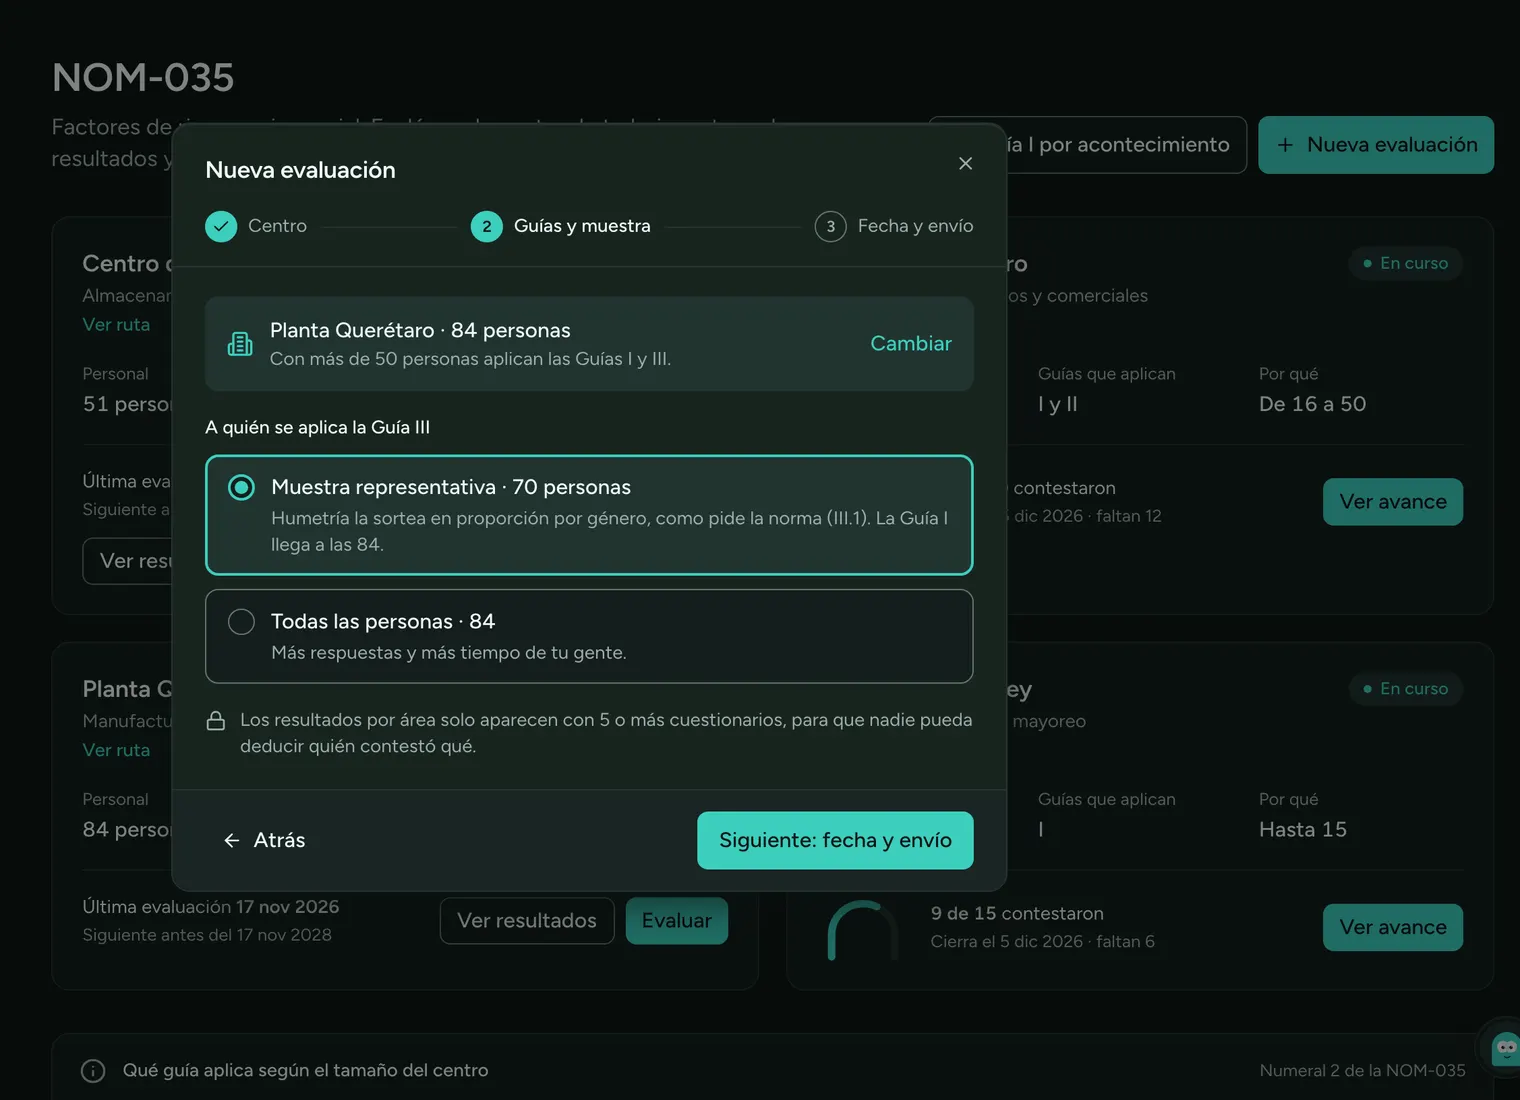 NOM-035
Factores de
resultados y
ía I por acontecimiento
+ Nueva evaluación
Nueva evaluación
Centro
2 Guías y muestra
3 Fecha y envío
Planta Querétaro · 84 personas
Con más de 50 personas aplican las Guías I y III.
Cambiar
A quién se aplica la Guía III
Muestra representativa · 70 personas
Humetría la sortea en proporción por género, como pide la norma (III.1). La Guía I
llega a las 84.
Todas las personas · 84
Más respuestas y más tiempo de tu gente.
Los resultados por área solo aparecen con 5 o más cuestionarios, para que nadie pueda
deducir quién contestó qué.
Atrás
Siguiente: fecha y envío
Centro
Almacenar
Ver ruta
Personal
51 perso
Última eva
Siguiente a
Ver resu
ro
En curso
os y comerciales
Guías que aplican
Por qué
I y II
De 16 a 50
contestaron
dic 2026 · faltan 12
Ver avance
Planta Q
Manufactu
Ver ruta
Personal
84 perso
Última evaluación 17 nov 2026
Siguiente antes del 17 nov 2028
Ver resultados
Evaluar
ey
En curso
mayoreo
Guías que aplican
Por qué
I
Hasta 15
9 de 15 contestaron
Cierra el 5 dic 2026 · faltan 6
Ver avance
Qué guía aplica según el tamaño del centro
Numeral 2 de la NOM-035